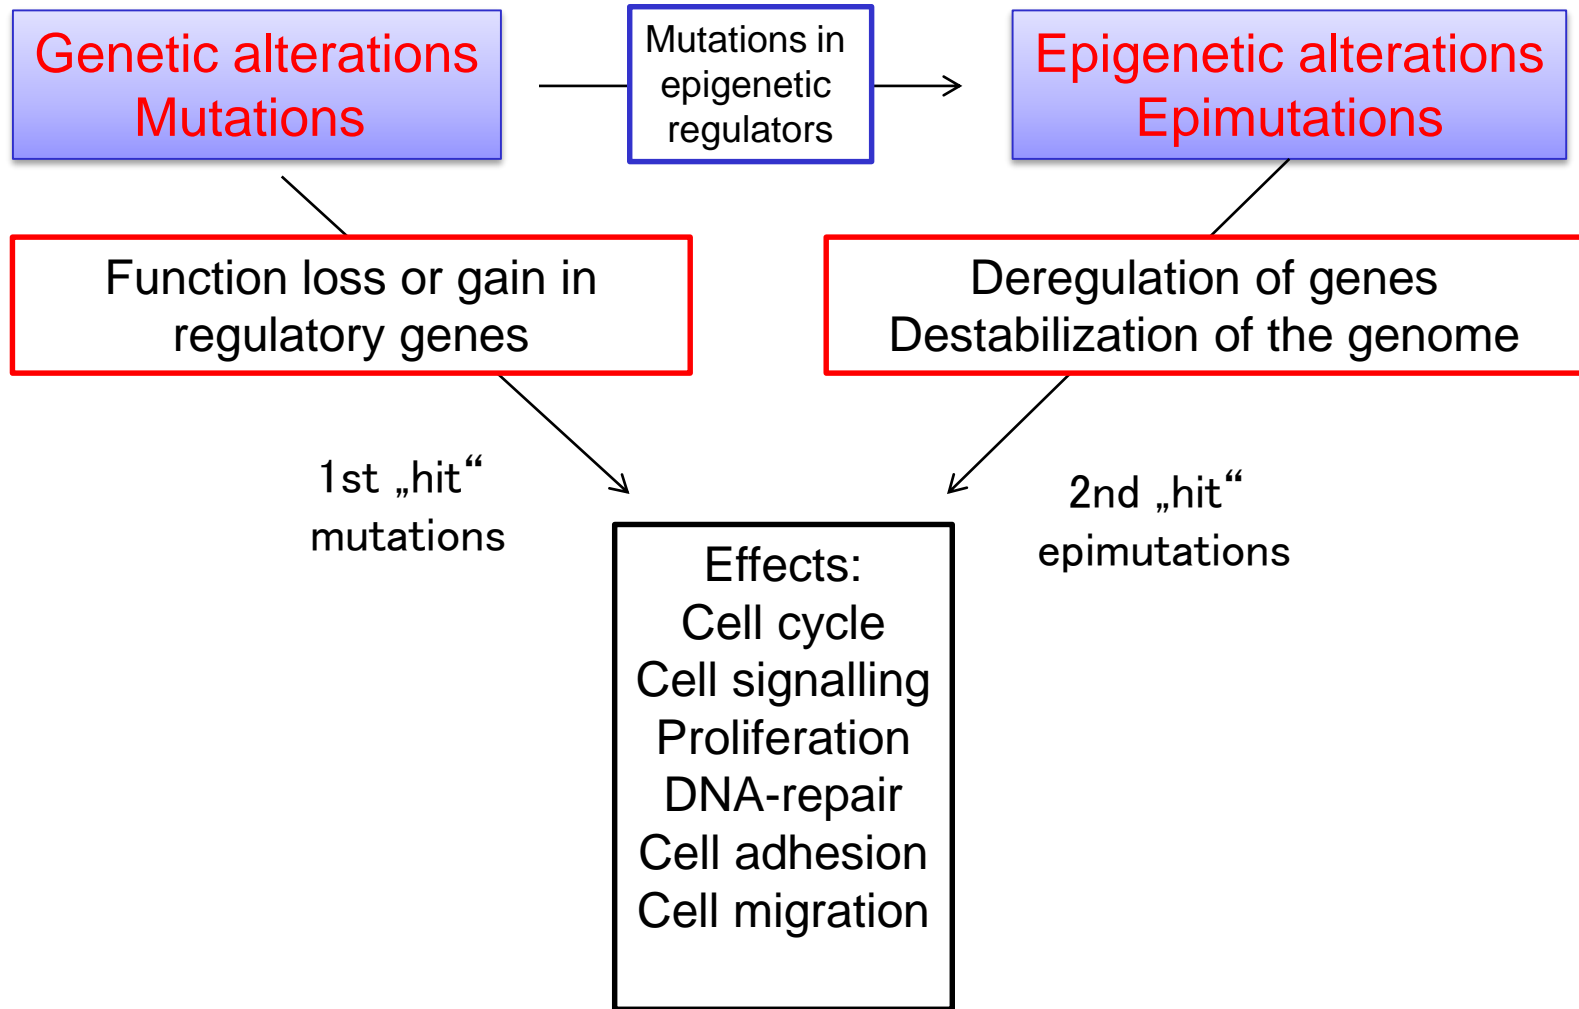 Genetic alterations
Mutations
Mutations in
epigenetic
regulators
Epigenetic alterations
Epimutations
Function loss or gain in
regulatory genes
Deregulation of genes
Destabilization of the genome
1st „hit“
mutations
2nd „hit“
epimutations
Effects:
Cell cycle
Cell signalling
Proliferation
DNA-repair
Cell adhesion
Cell migration